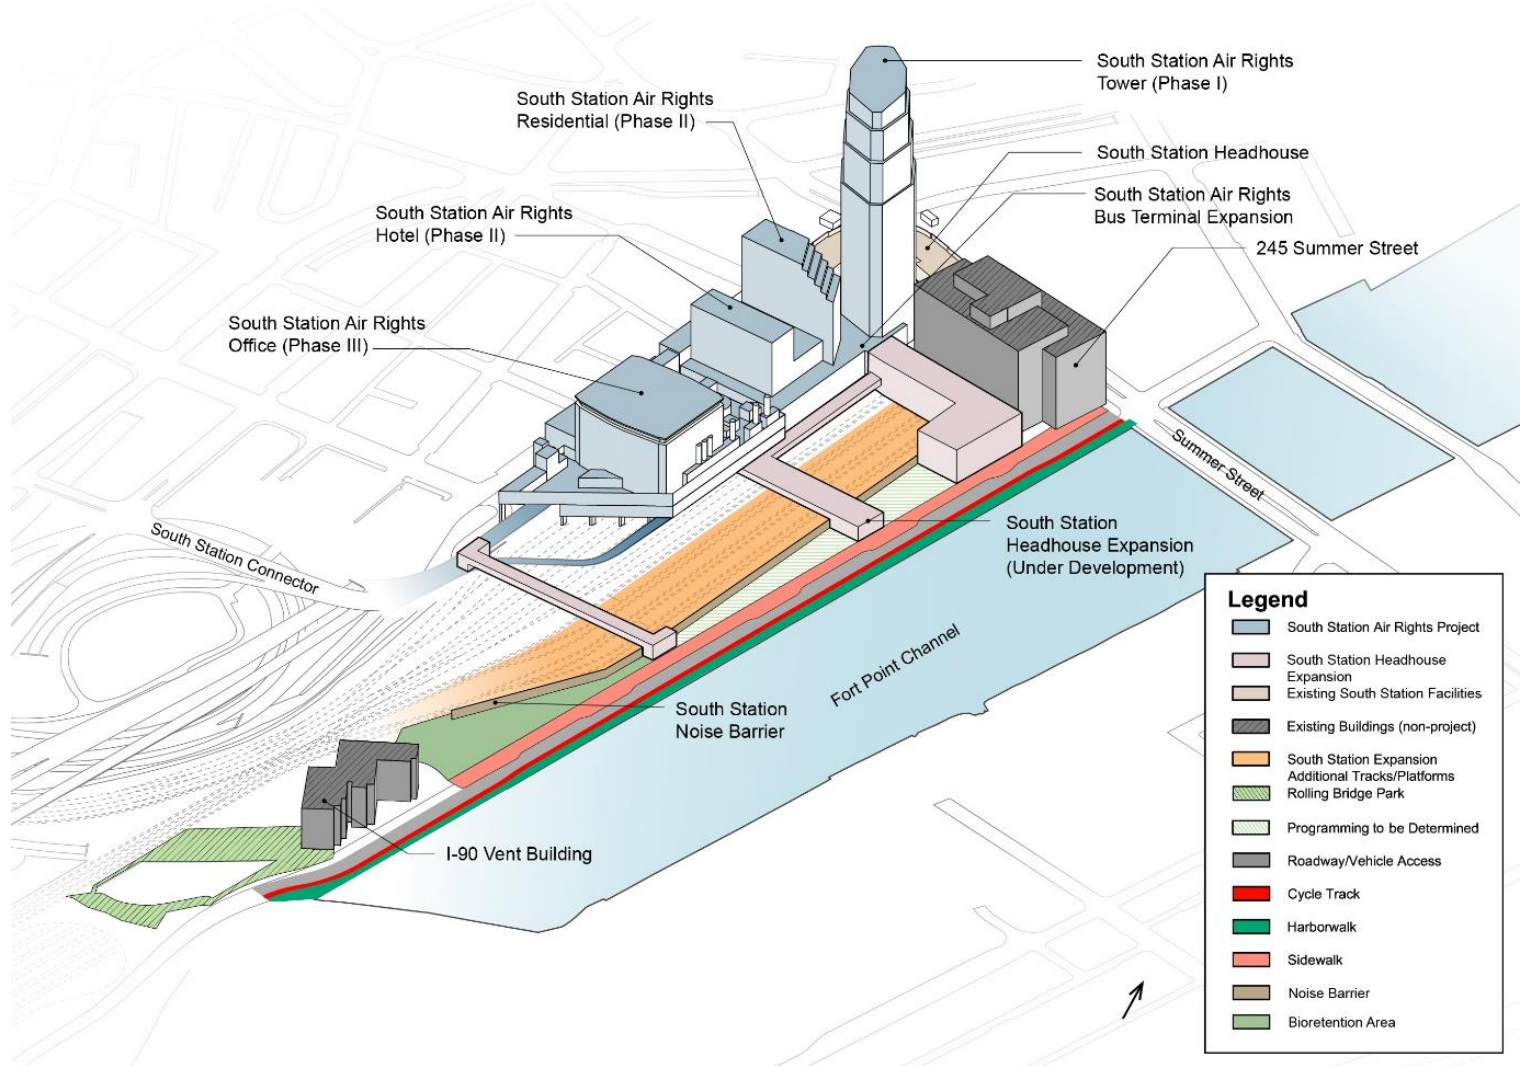 South Station Air Rights
Tower (Phase I)
South Station Air Rights
Residential (Phase II)
South Station Headhouse
South Station Air Rights
Bus Terminal Expansion
South Station Air Rights
Hotel (Phase II)
245 Summer Street
South Station Air Rights
Office (Phase III)
Summer Street
South Station Connector
South Station
Headhouse Expansion
(Under Development)
Fort Point Channel
South Station
Noise Barrier
I-90 Vent Building
Legend
South Station Air Rights Project
South Station Headhouse
Expansion
Existing South Station Facilities
Existing Buildings (non-project)
South Station Expansion
Additional Tracks/Platforms
Rolling Bridge Park
Programming to be Determined
Roadway/Vehicle Access
Cycle Track
Harborwalk
Sidewalk
Noise Barrier
Bioretention Area